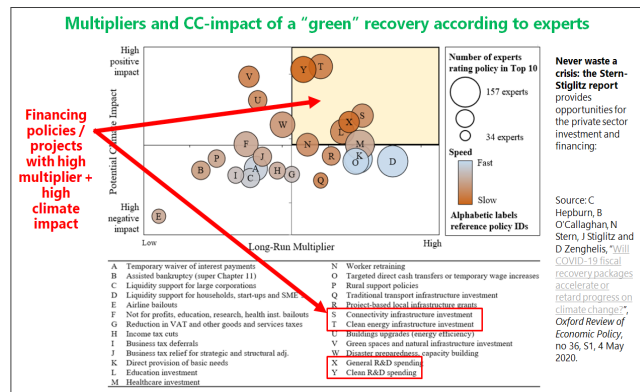 Multipliers and CC-impact of a “green” recovery according to experts
Financing
policies /
projects
with high
multiplier +
high
climate
impact
Potential Climate Impact
High
positive
impact
High
negative
impact
Low
Long-Run Multiplier
High
V
Y
T
U
W
S
X
L
F
N
M
P
J
R
K
O
D
B
A
I
C
H
G
Q
E
Number of experts
rating policy in Top 10
157 experts
34 experts
Speed
Fast
Slow
Alphabetic labels
reference policy IDs
A Temporary waiver of interest payments
B Assisted bankruptcy (super Chapter 11)
C Liquidity support for large corporations
D Liquidity support for households, start-ups and SME
E Airline bailouts
F Not for profits, education, research, health inst. bailouts
G Reduction in VAT and other goods and services taxes
H Income tax cuts
I Business tax deferrals
J Business tax relief for strategic and structural adj.
K Direct provision of basic needs
L Education investment
M Healthcare investment
N Worker retraining
O Targeted direct cash transfers or temporary wage increases
P Rural support policies
Q Traditional transport infrastructure investment
R Project-based local infrastructure grants
S Connectivity infrastructure investment
T Clean energy infrastructure investment
U Buildings upgrades (energy efficiency)
V Green spaces and natural infrastructure investment
W Disaster preparedness, capacity building
X General R&D spending
Y Clean R&D spending
Never waste a
crisis: the Stern-
Stiglitz report
provides
opportunities for
the private sector
investment and
financing:
Source: C
Hepburn, B
O'Callaghan, N
Stern, J Stiglitz and
D Zenghelis, “Will
COVID-19 fiscal
recovery packages
accelerate or
retard progress on
climate change?”,
Oxford Review of
Economic Policy,
no 36, S1, 4 May
2020.